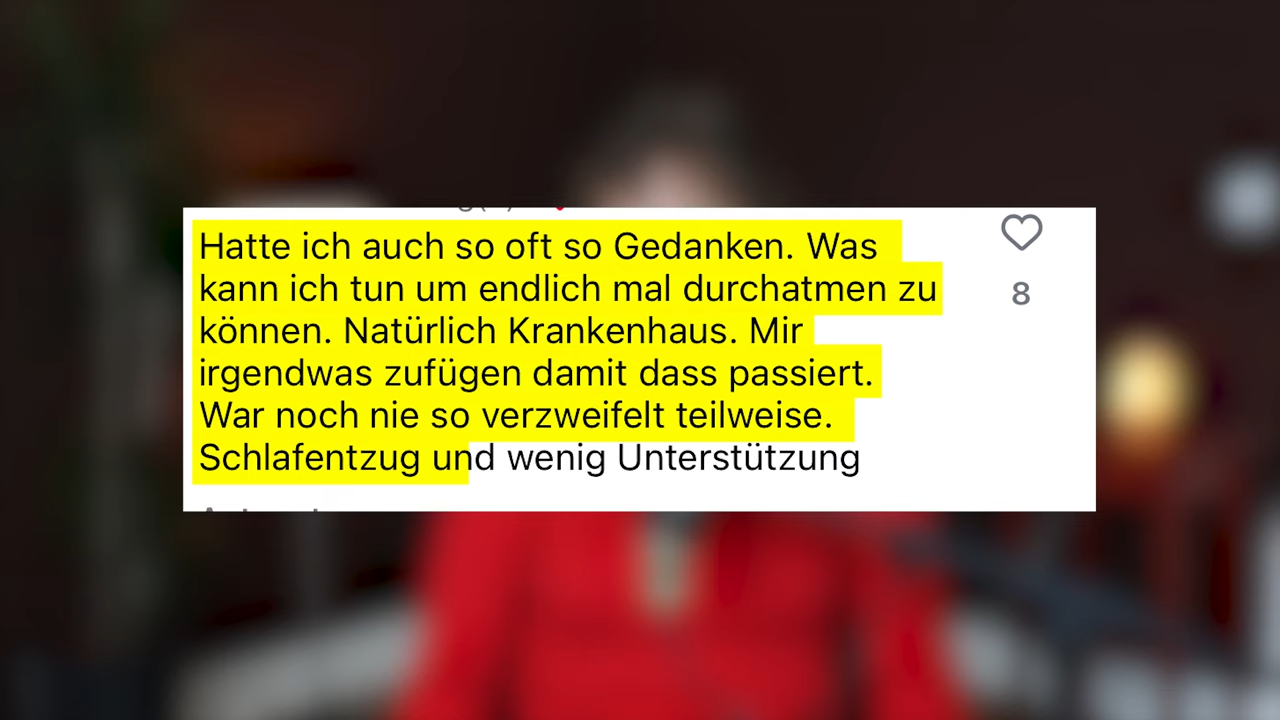 Hatte ich auch so oft so Gedanken. Was
kann ich tun um endlich mal durchatmen zu
können. Natürlich Krankenhaus. Mir
irgendwas zufügen damit dass passiert.
War noch nie so verzweifelt teilweise.
Schlafentzug und wenig Unterstützung
8